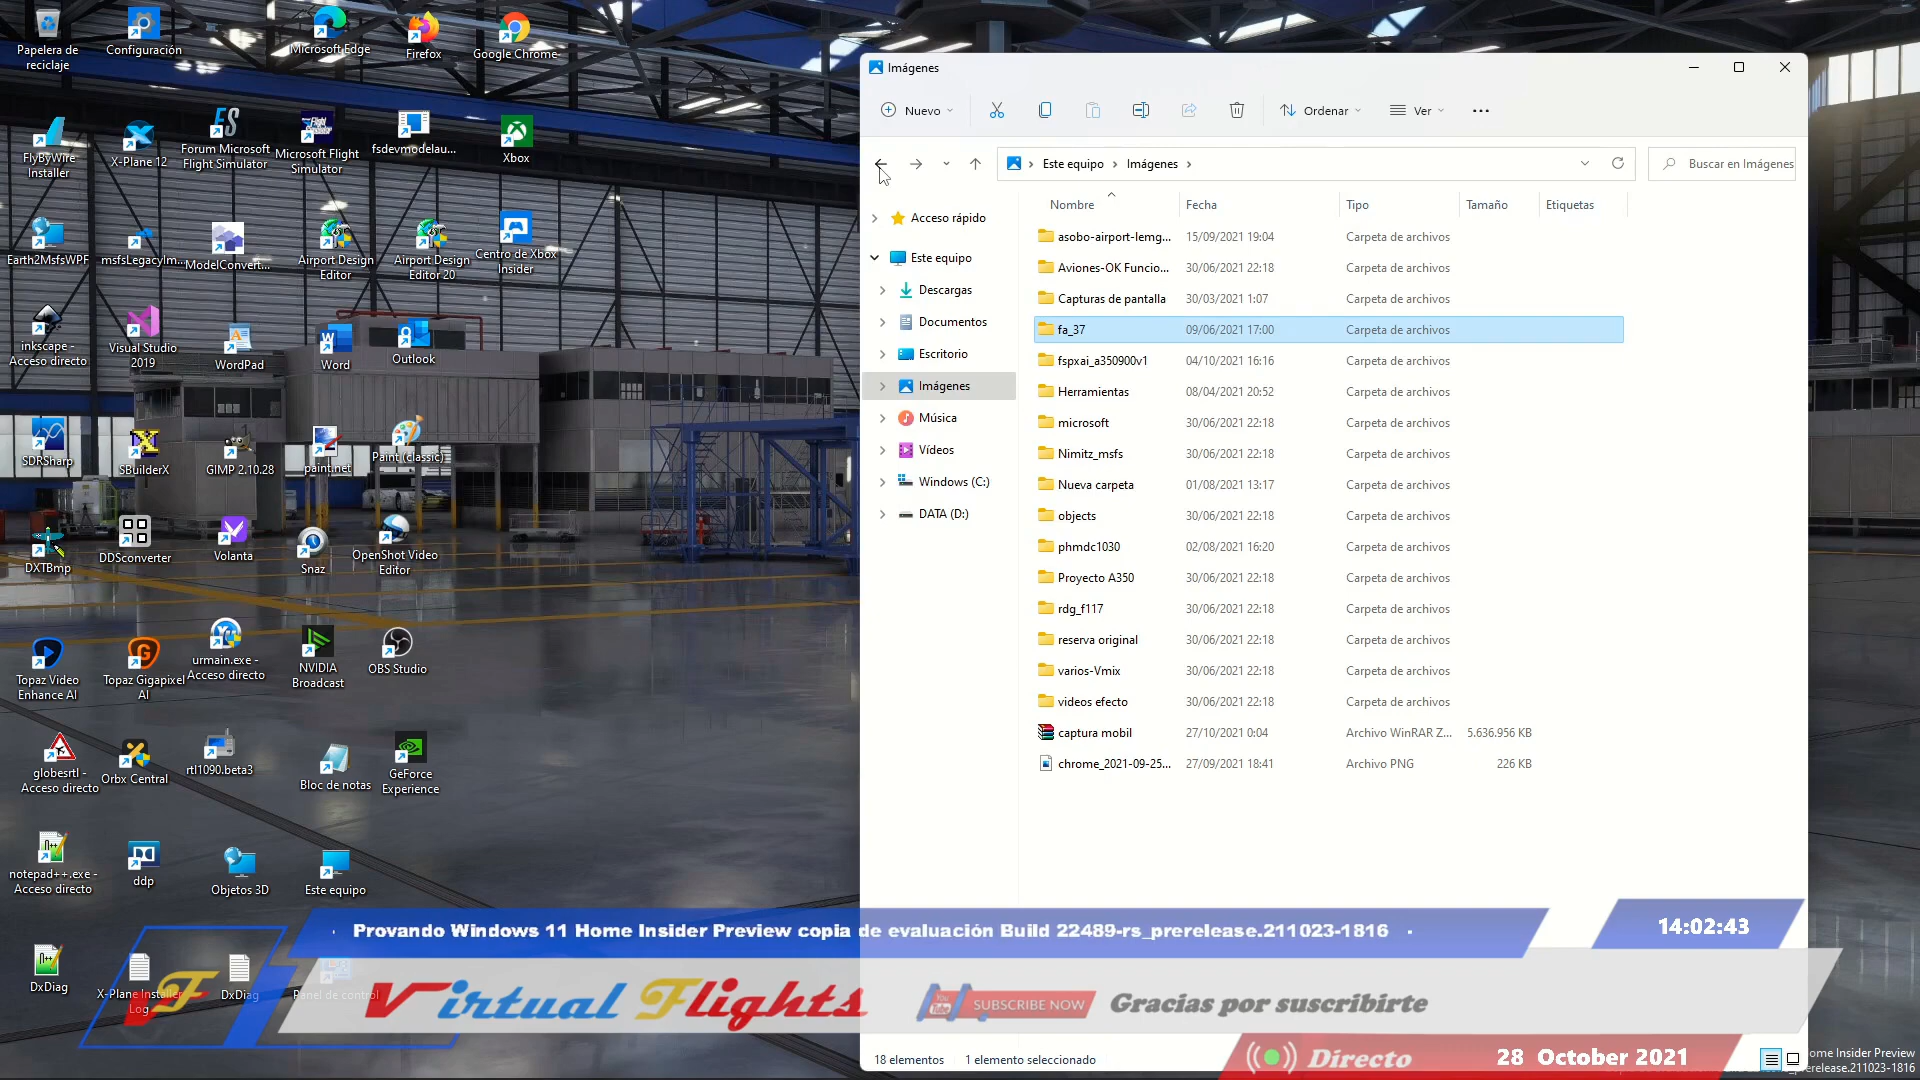 Papelera de reciclaje
Configuración
Microsoft Edge
Firefox
Google Chrome
FlyByWire Installer
X-Plane 12
Forum Microsoft Flight Simulator
Microsoft Flight Simulator
fsdevmodelau...
Xbox
Earth2MsfsWPF
msfsLegacyIm...
ModelConvert...
Airport Design Editor
Airport Design Editor 20
Centro de Xbox Insider
inkscape - Acceso directo
Visual Studio 2019
WordPad
Word
Outlook
SDRSharp
SBuilderX
GIMP 2.10.28
paint.net
Paint (classic)
DXTBmp
DDSconverter
Volanta
Snaz
OpenShot Video Editor
Topaz Video Enhance AI
Topaz Gigapixel AI
urmain.exe - Acceso directo
NVIDIA Broadcast
OBS Studio
globesrtl - Acceso directo
Orbx Central
rtl1090.beta3
Bloc de notas
GeForce Experience
notepad++.exe - Acceso directo
ddp
Objetos 3D
Este equipo
DxDiag
X-Plane Installer Log
DxDiag
Panel de control
Imágenes
Nuevo
Ordenar
Ver
Este equipo > Imágenes >
Buscar en Imágenes
Acceso rápido
Este equipo
Descargas
Documentos
Escritorio
Imágenes
Música
Vídeos
Windows (C:)
DATA (D:)
Nombre Fecha Tipo Tamaño Etiquetas
asobo-airport-lemg... 15/09/2021 19:04 Carpeta de archivos
Aviones-OK Funcio... 30/06/2021 22:18 Carpeta de archivos
Capturas de pantalla 30/03/2021 1:07 Carpeta de archivos
fa_37 09/06/2021 17:00 Carpeta de archivos
fspxai_a350900v1 04/10/2021 16:16 Carpeta de archivos
Herramientas 08/04/2021 20:52 Carpeta de archivos
microsoft 30/06/2021 22:18 Carpeta de archivos
Nimitz_msfs 30/06/2021 22:18 Carpeta de archivos
Nueva carpeta 01/08/2021 13:17 Carpeta de archivos
objects 30/06/2021 22:18 Carpeta de archivos
phmdc1030 02/08/2021 16:20 Carpeta de archivos
Proyecto A350 30/06/2021 22:18 Carpeta de archivos
rdg_f117 30/06/2021 22:18 Carpeta de archivos
reserva original 30/06/2021 22:18 Carpeta de archivos
varios-Vmix 30/06/2021 22:18 Carpeta de archivos
videos efecto 30/06/2021 22:18 Carpeta de archivos
captura mobil 27/10/2021 0:04 Archivo WinRAR Z... 5.636.956 KB
chrome_2021-09-25... 27/09/2021 18:41 Archivo PNG 226 KB
Provando Windows 11 Home Insider Preview copia de evaluación Build 22489-rs_prerelease.211023-1816
14:02:43
VF
Virtual Flights
SUBSCRIBE NOW
Gracias por suscribirte
18 elementos
1 elemento seleccionado
Directo
28 October 2021
ome Insider Preview
prerelease.211023-1816